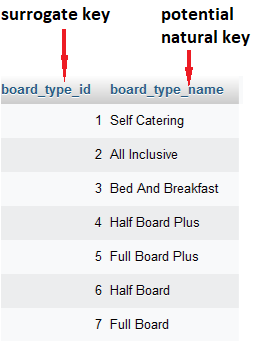 surrogate key
potential
natural key
board_type_id board_type_name
1 Self Catering
2 All Inclusive
3 Bed And Breakfast
4 Half Board Plus
5 Full Board Plus
6 Half Board
7 Full Board